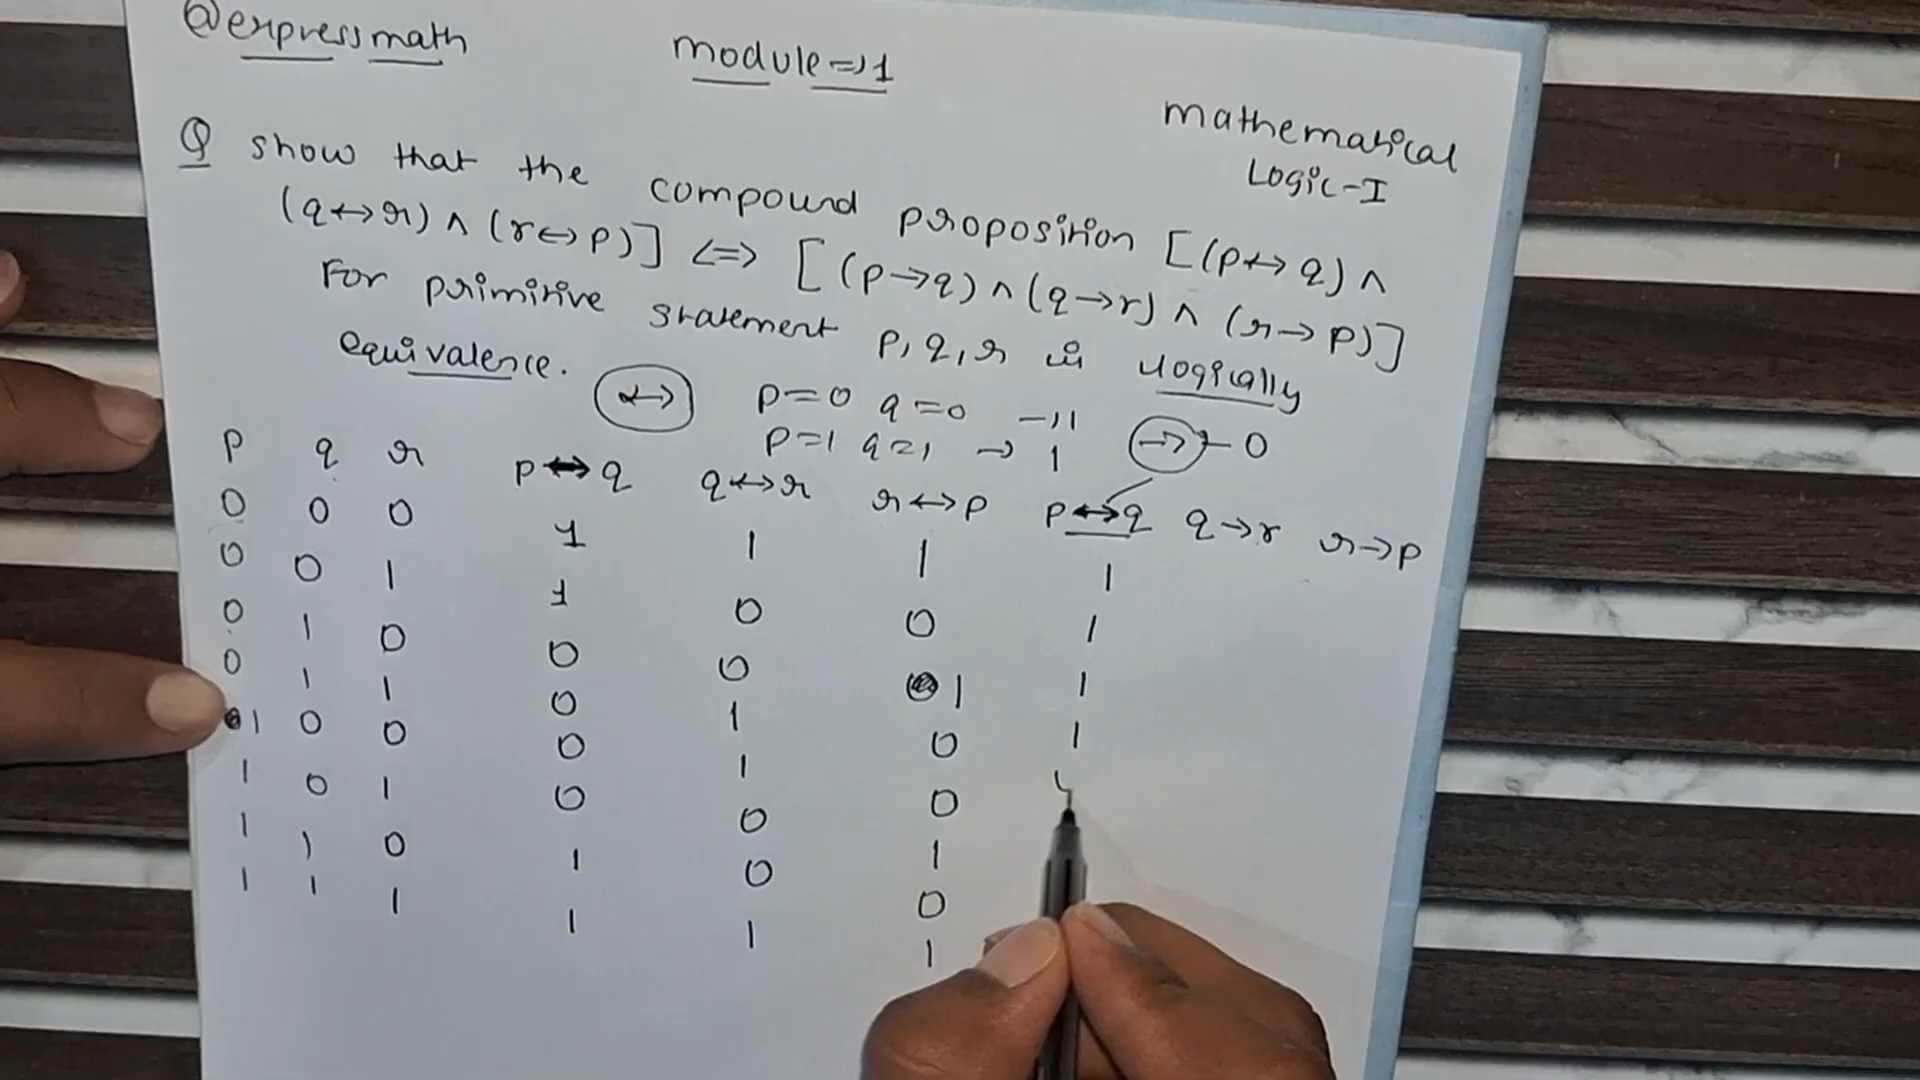 @expressmath
module⇒1
mathematical
Logic-I
Q show that the compound proposition [(p↔q) ∧
(q↔r) ∧ (r↔p)] <=> [(p→q) ∧ (q→r) ∧ (r→p)]
For primitive statement p, q, r is logically
equivalence.
↔ p=0 q=0 →1
p=1 q=1 → 1 → 0
p q r p↔q q↔r r↔p p↔q q→r r→p
0 0 0 1 1 1 1
0 0 1 1 0 0 1
0 1 0 0 0 1 1
0 1 1 0 1 0 1
1 0 0 0 1 0
1 0 1 0 0 1
1 1 0 1 0 0
1 1 1 1 1 1